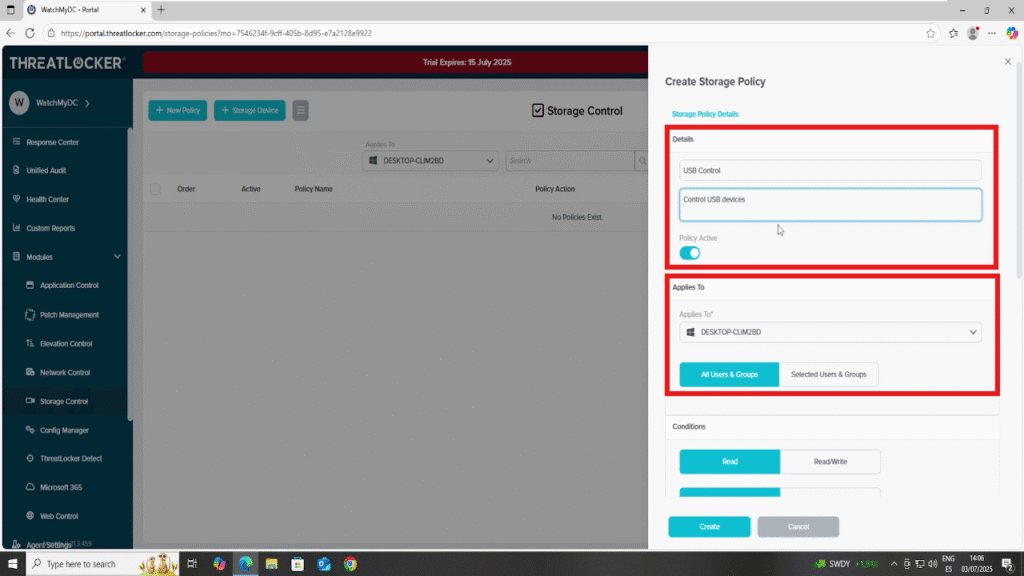 WatchMyDC - Portal
https://portal.threatlocker.com/storage-policies?mo=7546234f-9cff-405b-8d95-e7a2128e9922
THREATLOCKER
Trial Expires: 15 July 2025
W WatchMyDC
Response Center
Unified Audit
Health Center
Custom Reports
Modules
Application Control
Patch Management
Elevation Control
Network Control
Storage Control
Config Manager
ThreatLocker Detect
Microsoft 365
Web Control
Agent Settings
+ New Policy
+ Storage Device
Storage Control
Applies To
DESKTOP-CLIM2BD
Search
Order Active Policy Name Policy Action
No Policies Exist.
Create Storage Policy
Storage Policy Details
Details
USB Control
Control USB devices
Policy Active
Applies To
Applies To*
DESKTOP-CLIM2BD
All Users & Groups Selected Users & Groups
Conditions
Read Read/Write
Create Cancel
Type here to search
SWDY +1,91%
ENG
ES
14:06
03/07/2025
2